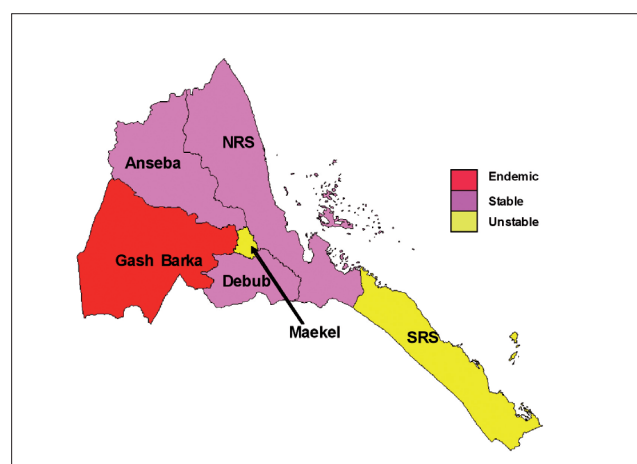 NRS
Anseba
Endemic
Stable
Unstable
Gash Barka
Debub
Maekel
SRS